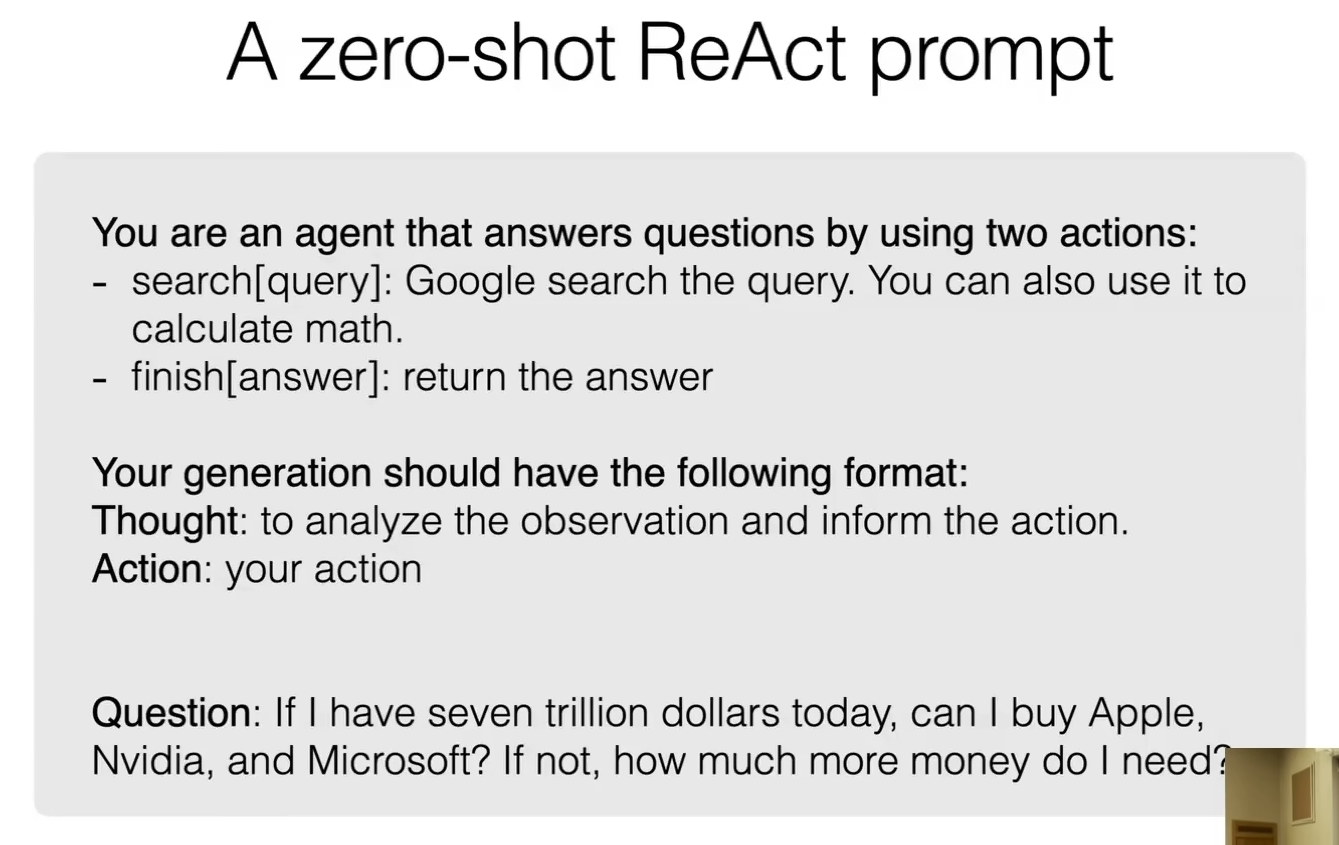 A zero-shot ReAct prompt
You are an agent that answers questions by using two actions:
- search[query]: Google search the query. You can also use it to
calculate math.
- finish[answer]: return the answer
Your generation should have the following format:
Thought: to analyze the observation and inform the action.
Action: your action
Question: If I have seven trillion dollars today, can I buy Apple,
Nvidia, and Microsoft? If not, how much more money do I need?